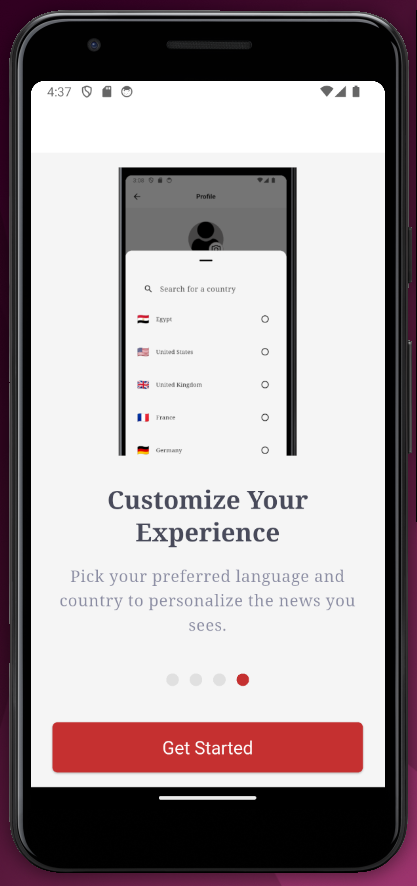 4:37
4:36
Profile
Search for a country
Egypt
United States
United Kingdom
France
Germany
Customize Your
Experience
Pick your preferred language and
country to personalize the news you
sees.
Get Started